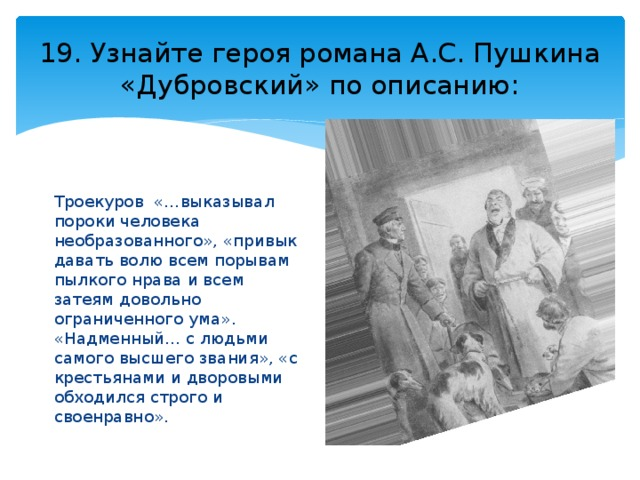 19. Узнайте героя романа А.С. Пушкина
«Дубровский» по описанию:
Троекуров «…выказывал
пороки человека
необразованного», «привык
давать волю всем порывам
пылкого нрава и всем
затеям довольно
ограниченного ума».
«Надменный… с людьми
самого высшего звания», «с
крестьянами и дворовыми
обходился строго и
своенравно».